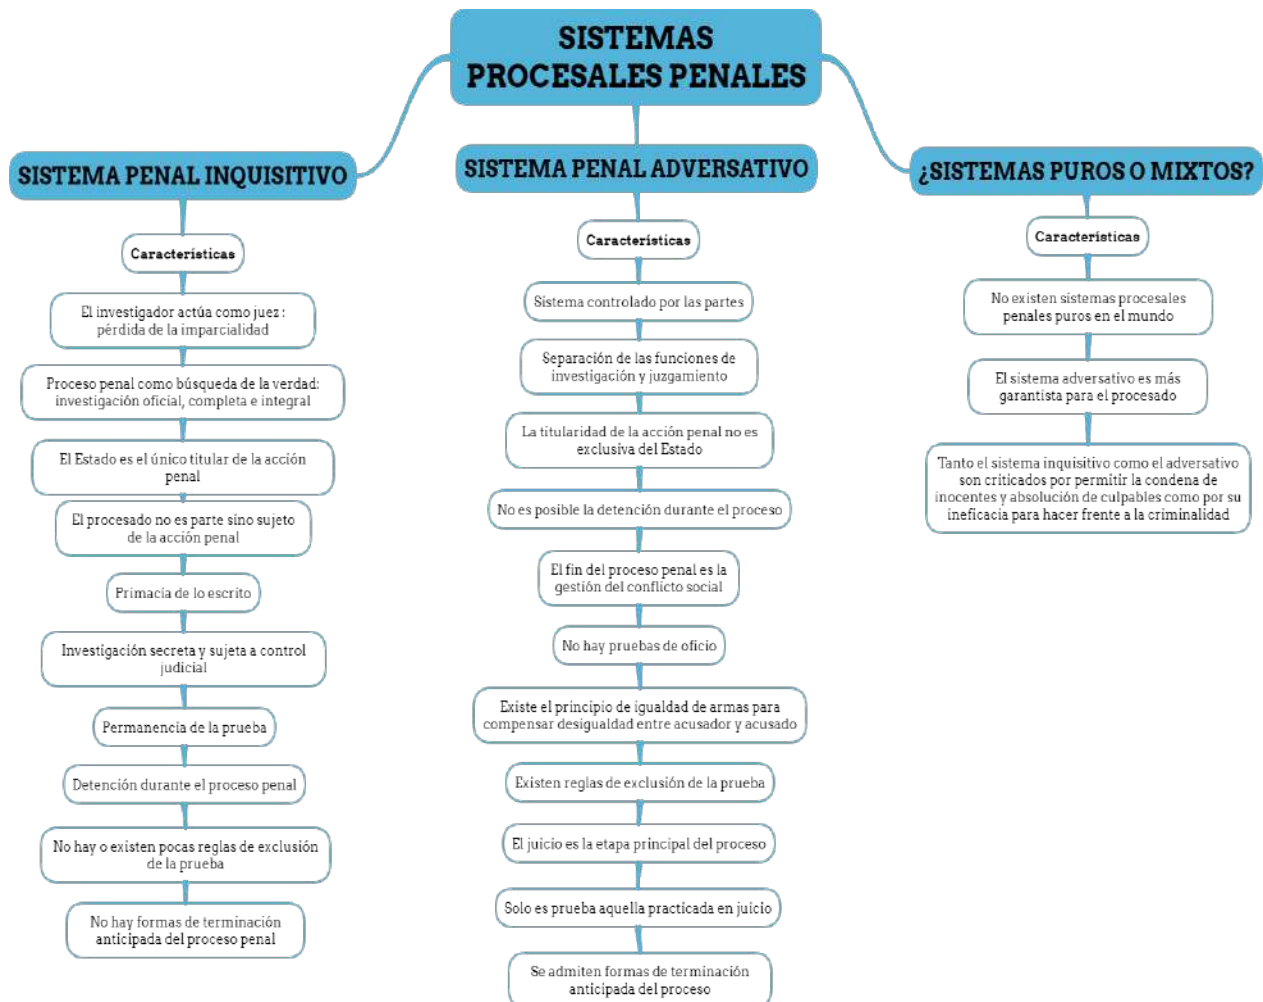 SISTEMAS
PROCESALES PENALES
SISTEMA PENAL INQUISITIVO
Características
El investigador actúa como juez :
pérdida de la imparcialidad
Proceso penal como búsqueda de la verdad:
investigación oficial, completa e integral
El Estado es el único titular de la acción
penal
El procesado no es parte sino sujeto
de la acción penal
Primacía de lo escrito
Investigación secreta y sujeta a control
judicial
Permanencía de la prueba
Detención durante el proceso penal
No hay o existen pocas reglas de exclusión
de la prueba
No hay formas de terminación
anticipada del proceso penal
SISTEMA PENAL ADVERSATIVO
Características
Sistema controlado por las partes
Separación de las funciones de
investigación y juzgamiento
La titularidad de la acción penal no es
exclusiva del Estado
No es posible la detención durante el proceso
El fin del proceso penal es la
gestión del conflicto social
No hay pruebas de oficio
Existe el principio de igualdad de armas para
compensar desigualdad entre acusador y acusado
Existen reglas de exclusión de la prueba
El juicio es la etapa principal del proceso
Solo es prueba aquella practicada en juicio
Se admiten formas de terminación
anticipada del proceso
¿SISTEMAS PUROS O MIXTOS?
Características
No existen sistemas procesales
penales puros en el mundo
El sistema adversativo es más
garantista para el procesado
Tanto el sistema inquisitivo como el adversativo
son criticados por permitir la condena de
inocentes y absolución de culpables como por su
ineficacia para hacer frente a la criminalidad